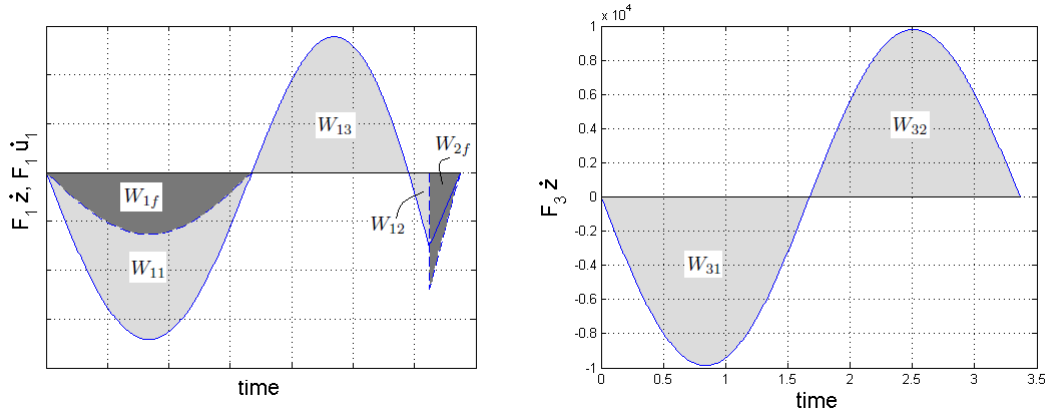 F₁ ż, F₁ u̇₁
W₁₃
W₂f
W₁f
W₁₂
W₁₁
time
x 10⁴
1
0.8
0.6
0.4
0.2
0
-0.2
-0.4
-0.6
-0.8
-1
F₃ ż
W₃₂
W₃₁
0 0.5 1 1.5 2 2.5 3 3.5
time